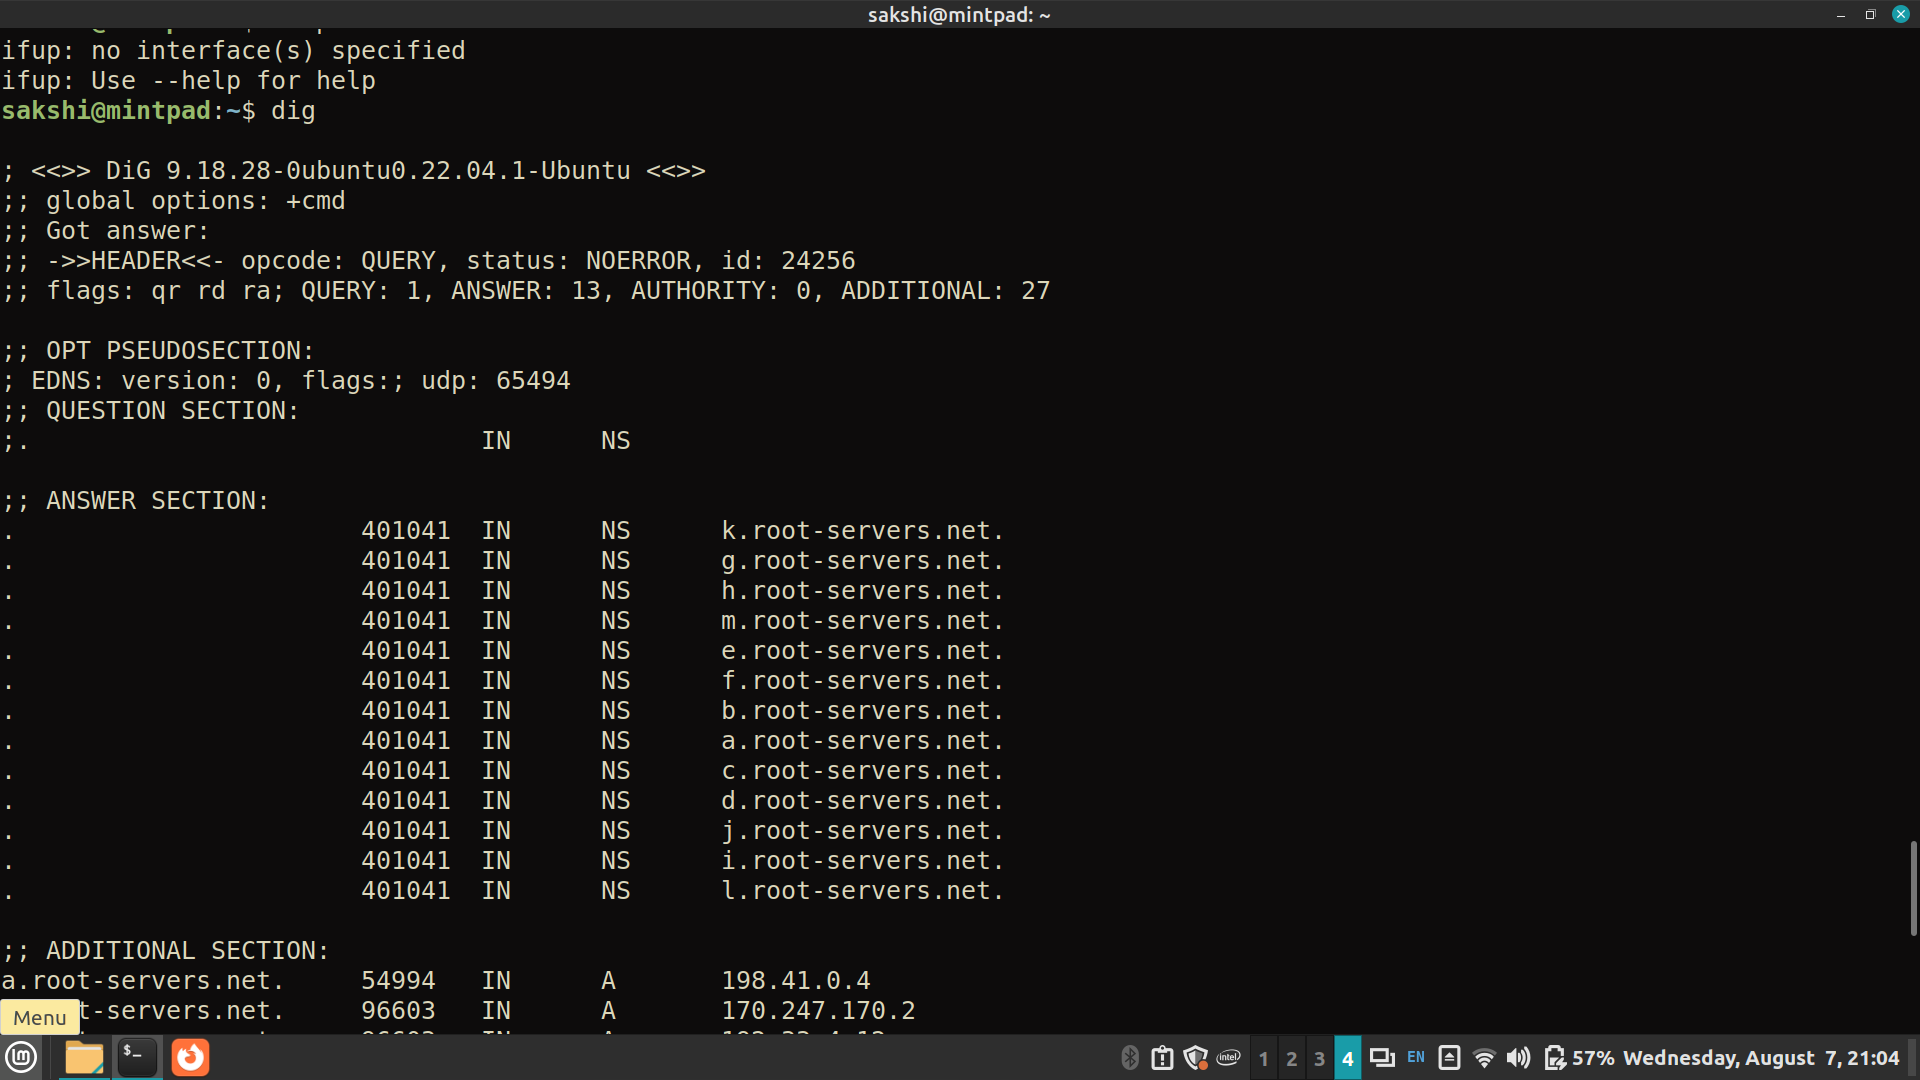 sakshi@mintpad: ~
ifup: no interface(s) specified
ifup: Use --help for help
sakshi@mintpad:~$ dig
; <<>> DiG 9.18.28-0ubuntu0.22.04.1-Ubuntu <<>>
;; global options: +cmd
;; Got answer:
;; ->>HEADER<<- opcode: QUERY, status: NOERROR, id: 24256
;; flags: qr rd ra; QUERY: 1, ANSWER: 13, AUTHORITY: 0, ADDITIONAL: 27
;; OPT PSEUDOSECTION:
; EDNS: version: 0, flags:; udp: 65494
;; QUESTION SECTION:
;. IN NS
;; ANSWER SECTION:
. 401041 IN NS k.root-servers.net.
. 401041 IN NS g.root-servers.net.
. 401041 IN NS h.root-servers.net.
. 401041 IN NS m.root-servers.net.
. 401041 IN NS e.root-servers.net.
. 401041 IN NS f.root-servers.net.
. 401041 IN NS b.root-servers.net.
. 401041 IN NS a.root-servers.net.
. 401041 IN NS c.root-servers.net.
. 401041 IN NS d.root-servers.net.
. 401041 IN NS j.root-servers.net.
. 401041 IN NS i.root-servers.net.
. 401041 IN NS l.root-servers.net.
;; ADDITIONAL SECTION:
a.root-servers.net. 54994 IN A 198.41.0.4
t-servers.net. 96603 IN A 170.247.170.2
Menu
$_
intel
1 2 3 4 EN 57% Wednesday, August 7, 21:04